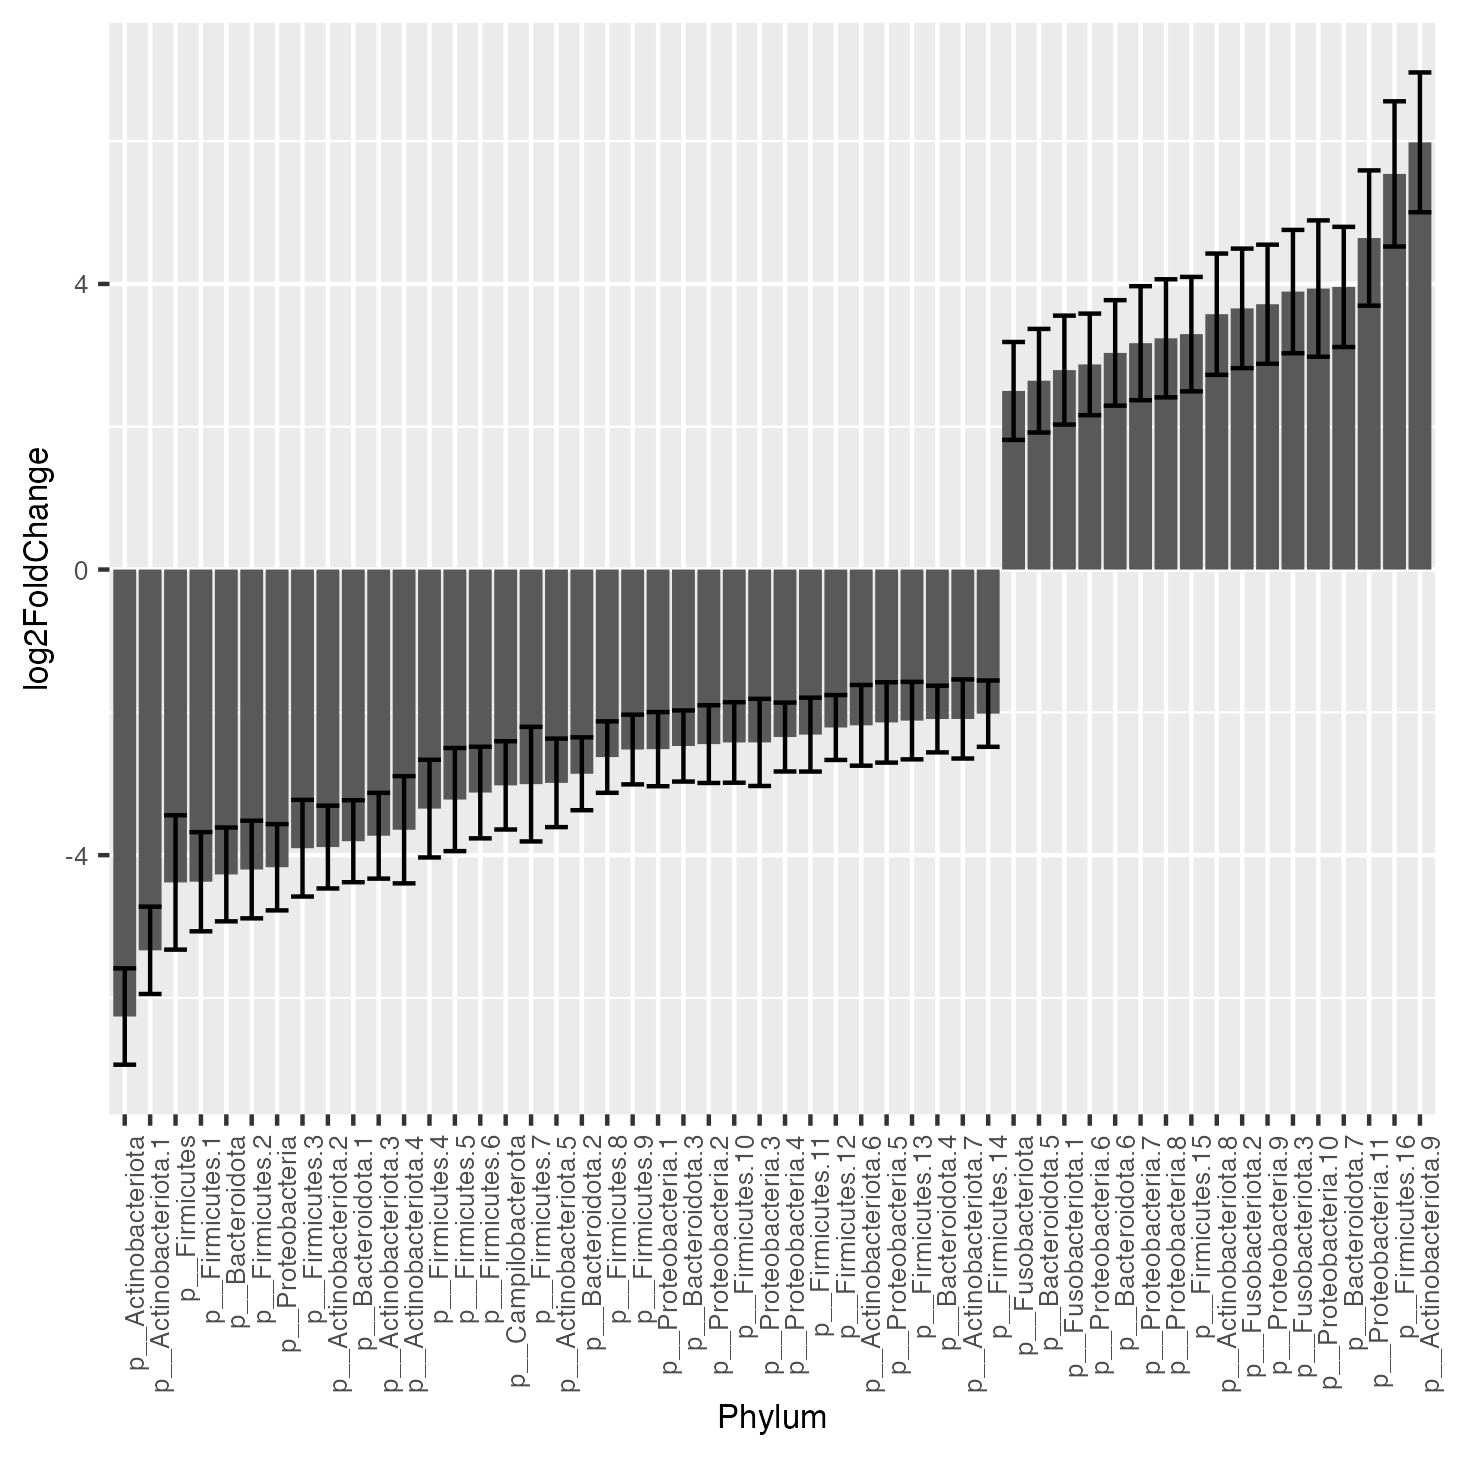 log2FoldChange
4
0
-4
p__Actinobacteriota
p__Actinobacteriota.1
p__Firmicutes
p__Firmicutes.1
p__Bacteroidota
p__Firmicutes.2
p__Proteobacteria
p__Firmicutes.3
p__Actinobacteriota.2
p__Bacteroidota.1
p__Actinobacteriota.3
p__Actinobacteriota.4
p__Firmicutes.4
p__Firmicutes.5
p__Firmicutes.6
p__Campilobacterota
p__Firmicutes.7
p__Actinobacteriota.5
p__Bacteroidota.2
p__Firmicutes.8
p__Firmicutes.9
p__Proteobacteria.1
p__Bacteroidota.3
p__Proteobacteria.2
p__Firmicutes.10
p__Proteobacteria.3
p__Proteobacteria.4
p__Firmicutes.11
p__Firmicutes.12
p__Actinobacteriota.6
p__Proteobacteria.5
p__Firmicutes.13
p__Bacteroidota.4
p__Actinobacteriota.7
p__Firmicutes.14
p__Fusobacteriota
p__Bacteroidota.5
p__Fusobacteriota.1
p__Proteobacteria.6
p__Bacteroidota.6
p__Proteobacteria.7
p__Proteobacteria.8
p__Firmicutes.15
p__Actinobacteriota.8
p__Fusobacteriota.2
p__Proteobacteria.9
p__Fusobacteriota.3
p__Proteobacteria.10
p__Bacteroidota.7
p__Proteobacteria.11
p__Firmicutes.16
p__Actinobacteriota.9
Phylum